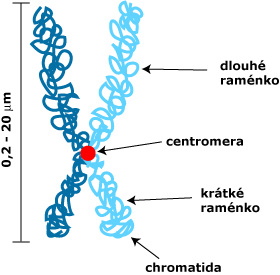 0,2 - 20 μm
dlouhé
raménko
centromera
krátké
raménko
chromatida